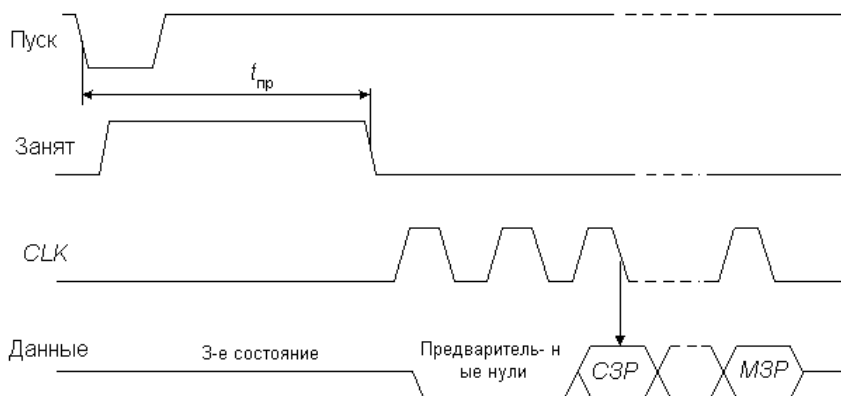 Пуск
tпр
Занят
CLK
Данные
3-е состояние
Предваритель- н
ые нули
СЗР
МЗР